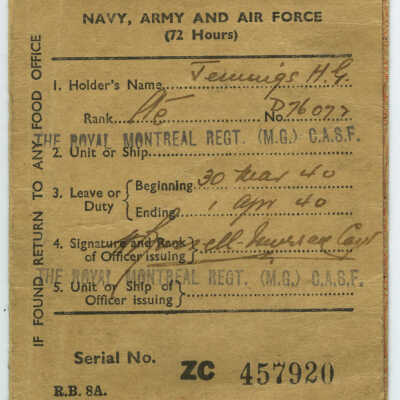 NAVY, ARMY AND AIR FORCE
(72 Hours)
IF FOUND RETURN TO ANY FOOD OFFICE
1. Holder's Name Jennings H G.
Rank Pte No. D76077
THE ROYAL MONTREAL REGT. (M.G.) C.A.S.F.
2. Unit or Ship
3. Leave or Duty { Beginning 30 Mar 40
Ending 1 Apr 40
4. Signature and Rank of Officer issuing } Capt
THE ROYAL MONTREAL REGT. (M.G.) C.A.S.F.
5. Unit or Ship of Officer issuing }
Serial No. ZC 457920
R.B. 8A.